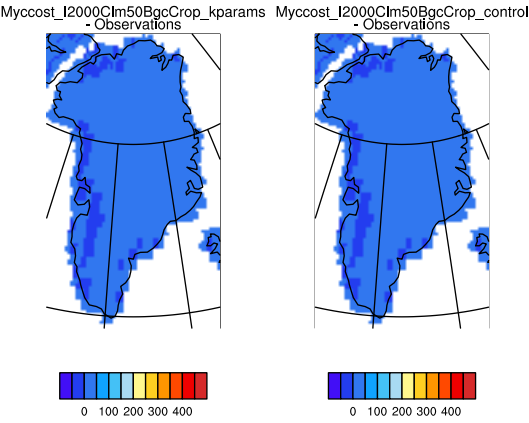 Myccost_I2000Clm50BgcCrop_kparams
- Observations
Myccost_I2000Clm50BgcCrop_control
- Observations
0 100 200 300 400
0 100 200 300 400